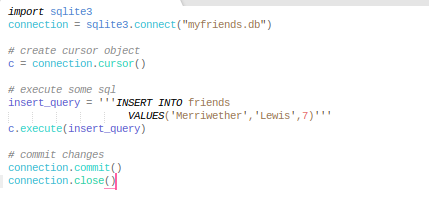 import sqlite3
connection = sqlite3.connect("myfriends.db")
# create cursor object
c = connection.cursor()
# execute some sql
insert_query = '''INSERT INTO friends
VALUES('Merriwether','Lewis',7)'''
c.execute(insert_query)
# commit changes
connection.commit()
connection.close()